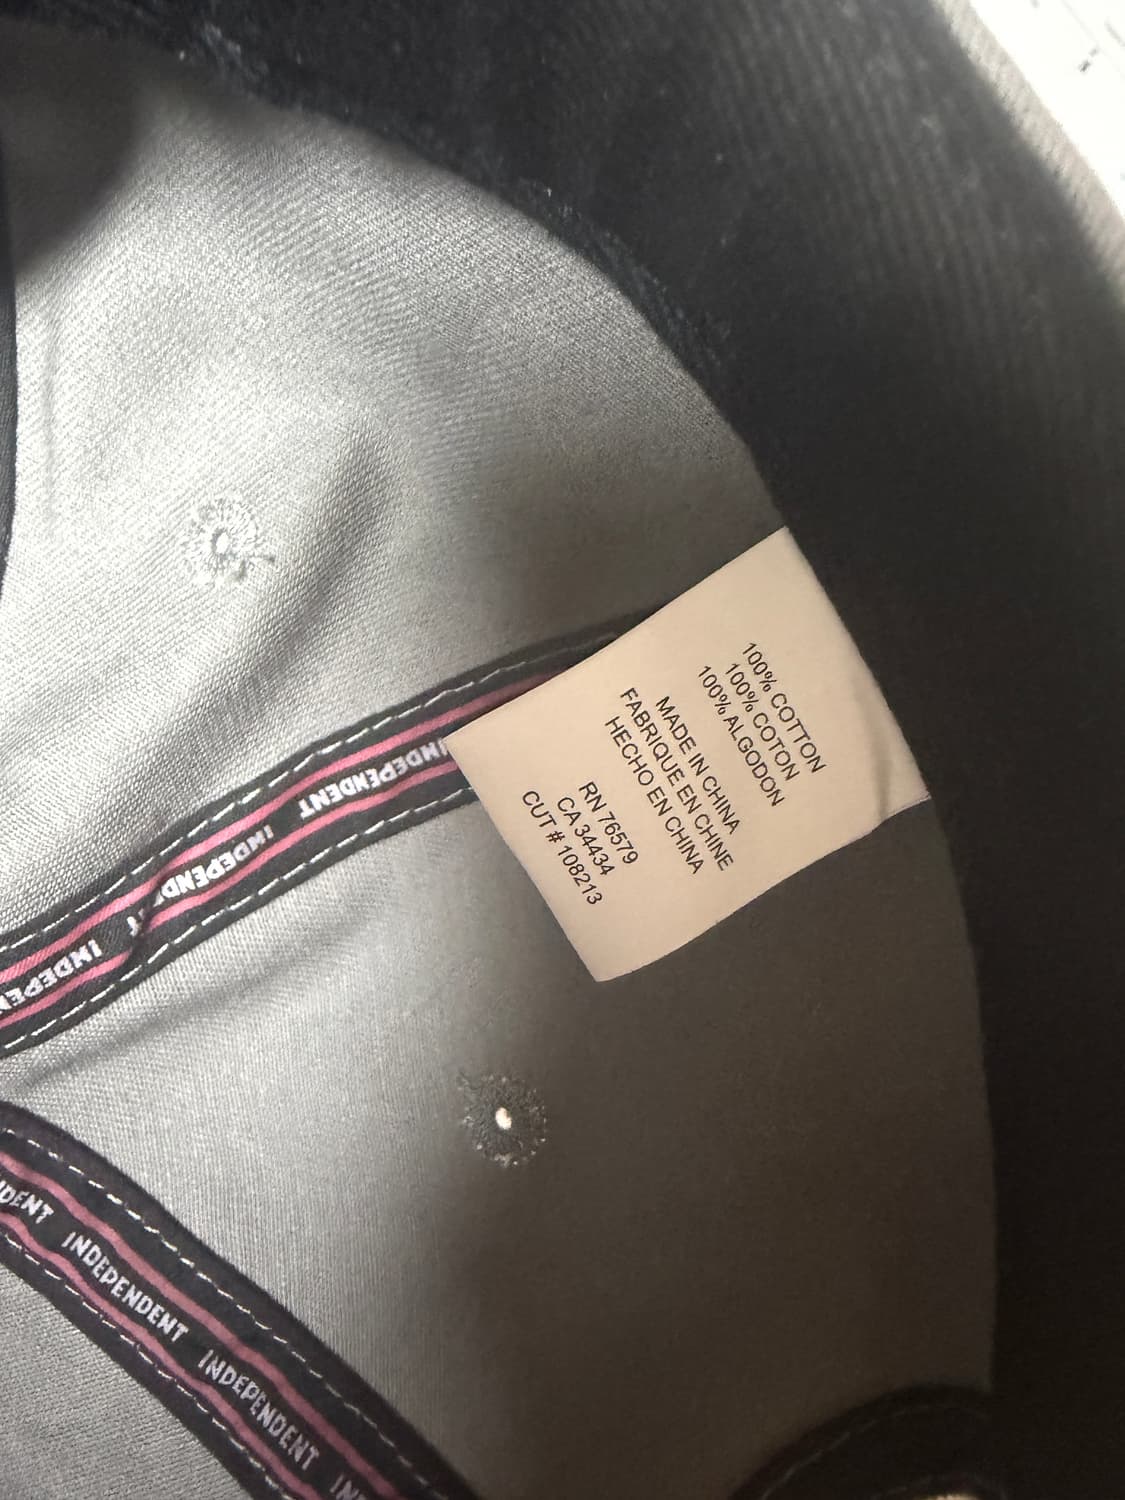 100% COTTON
100% COTON
100% ALGODON
MADE IN CHINA
FABRIQUE EN CHINE
HECHO EN CHINA
RN 76579
CA 34434
CUT # 108213
INDEPENDENT
INDEPENDENT
INDEPENDENT
INDEPENDENT
INDEPENDENT